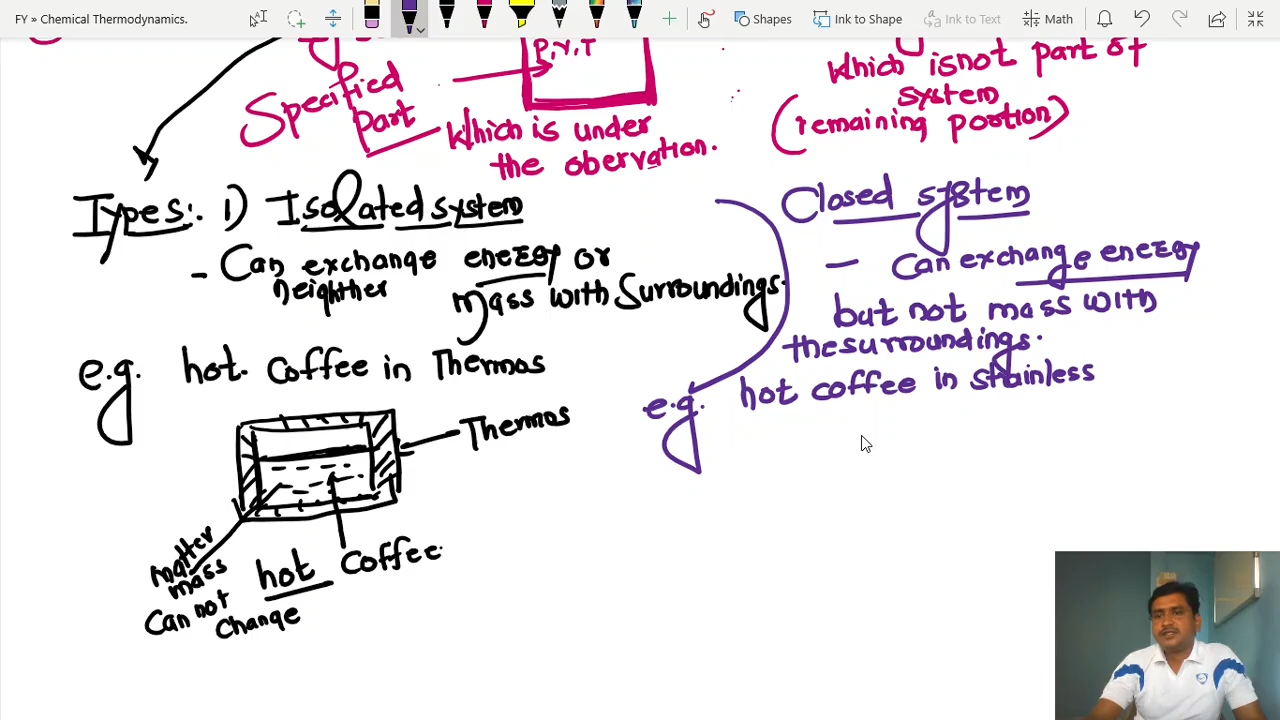 FY » Chemical Thermodynamics.
Shapes
Ink to Shape
Ink to Text
Math
P, V, T
Specified
part
Which is under
the obervation.
Which is not part of
system
(remaining portion)
Types:. 1) Isolated system
- Can exchange energy or
neighther
mass with Surroundings.
e.g. hot. Coffee in Thermos
Thermos
matter
mass
Can not
Change
hot Coffee.
Closed system
- Can exchange energy
but not mass with
the surroundings.
e.g. hot coffee in stainless